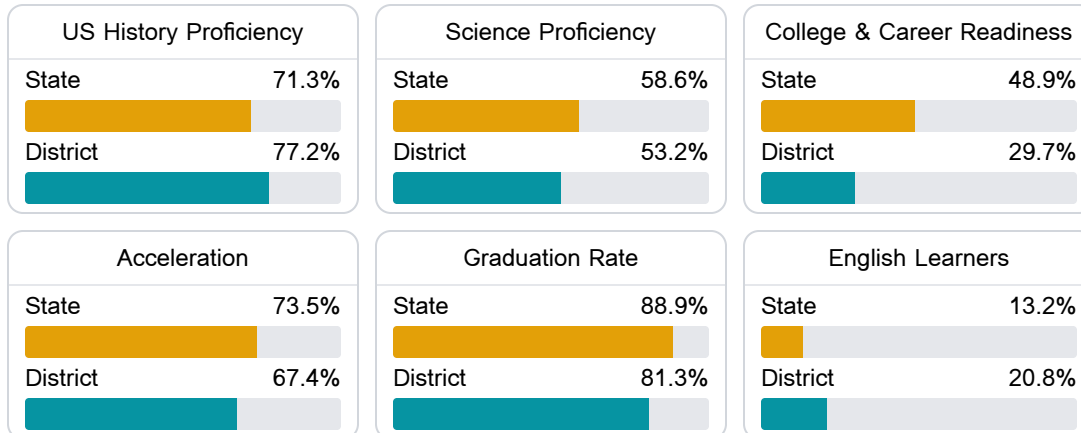 US History Proficiency
State 71.3%
District 77.2%
Science Proficiency
State 58.6%
District 53.2%
College & Career Readiness
State 48.9%
District 29.7%
Acceleration
State 73.5%
District 67.4%
Graduation Rate
State 88.9%
District 81.3%
English Learners
State 13.2%
District 20.8%